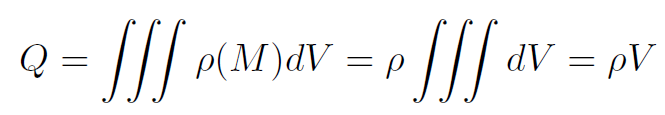 Q = ∭ ρ(M)dV = ρ ∭ dV = ρV